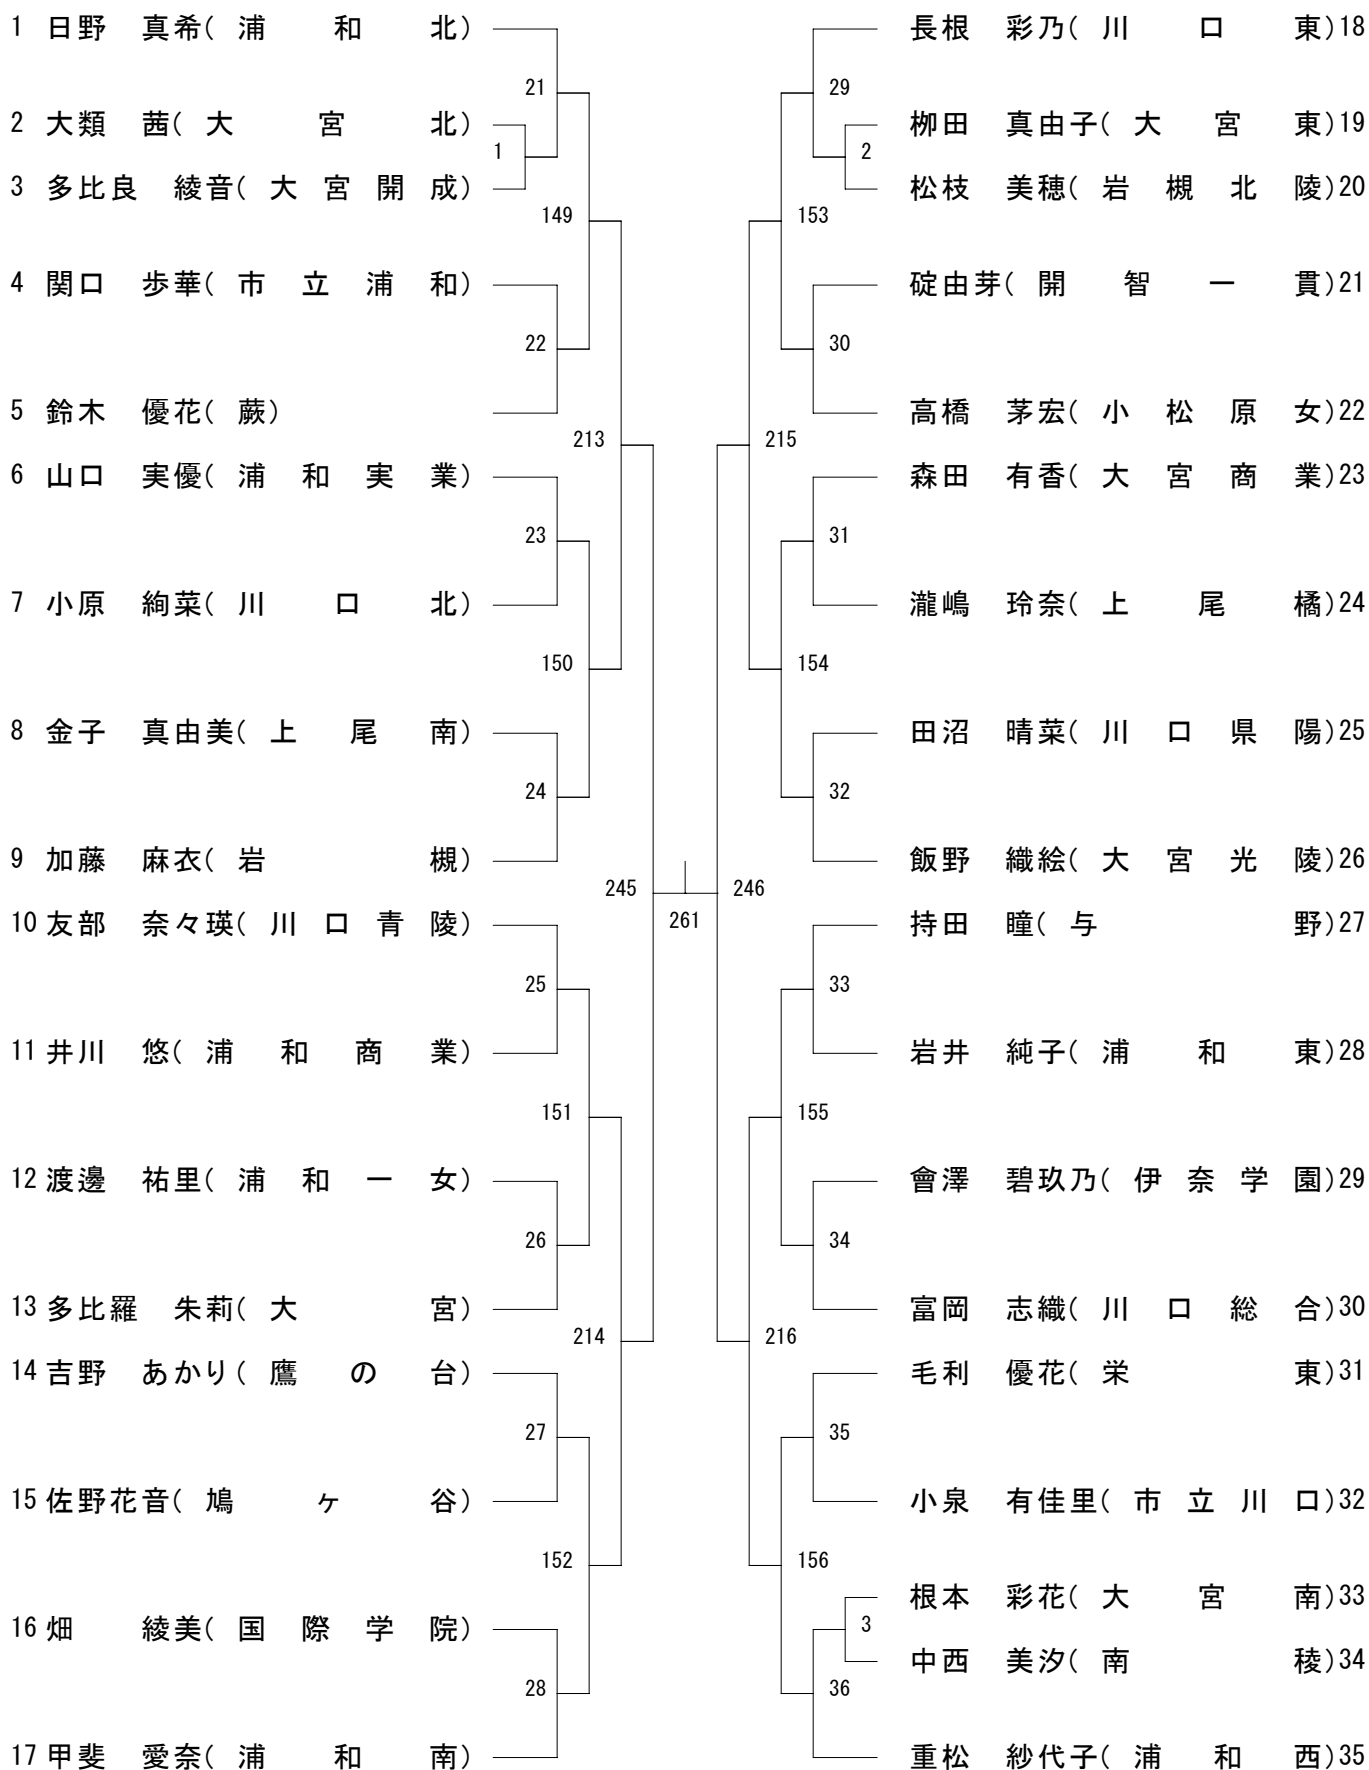 1 日野 真希( 浦 和 北)
21
2 大類 茜( 大 宮 北)
1
3 多比良 綾音( 大 宮 開 成)
149
4 関口 歩華( 市 立 浦 和)
22
5 鈴木 優花( 蕨)
213
6 山口 実優( 浦 和 実 業)
23
7 小原 絢菜( 川 口 北)
150
8 金子 真由美( 上 尾 南)
24
9 加藤 麻衣( 岩 槻)
245
10 友部 奈々瑛( 川 口 青 陵)
25
11 井川 悠( 浦 和 商 業)
151
12 渡邊 祐里( 浦 和 一 女)
26
13 多比羅 朱莉( 大 宮)
214
14 吉野 あかり( 鷹 の 台)
27
15 佐野花音( 鳩 ヶ 谷)
152
16 畑 綾美( 国 際 学 院)
28
17 甲斐 愛奈( 浦 和 南)
261
長根 彩乃( 川 口 東)18
29
栁田 真由子( 大 宮 東)19
2
松枝 美穂( 岩 槻 北 陵)20
153
碇由芽( 開 智 一 貫)21
30
高橋 茅宏( 小 松 原 女)22
215
森田 有香( 大 宮 商 業)23
31
瀧嶋 玲奈( 上 尾 橘)24
154
田沼 晴菜( 川 口 県 陽)25
32
飯野 織絵( 大 宮 光 陵)26
246
持田 瞳( 与 野)27
33
岩井 純子( 浦 和 東)28
155
會澤 碧玖乃( 伊 奈 学 園)29
34
富岡 志織( 川 口 総 合)30
216
毛利 優花( 栄 東)31
35
小泉 有佳里( 市 立 川 口)32
156
根本 彩花( 大 宮 南)33
3
中西 美汐( 南 稜)34
36
重松 紗代子( 浦 和 西)35